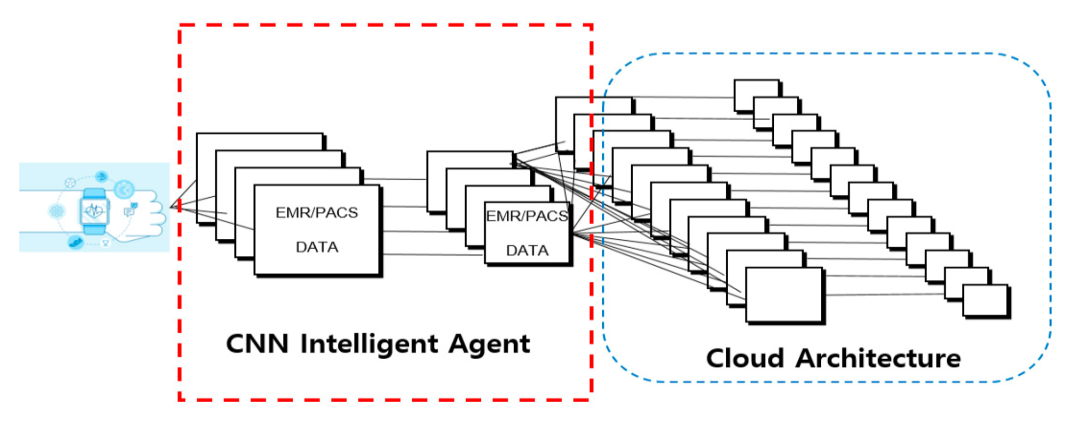 EMR/PACS
DATA
EMR/PACS
DATA
CNN Intelligent Agent
Cloud Architecture